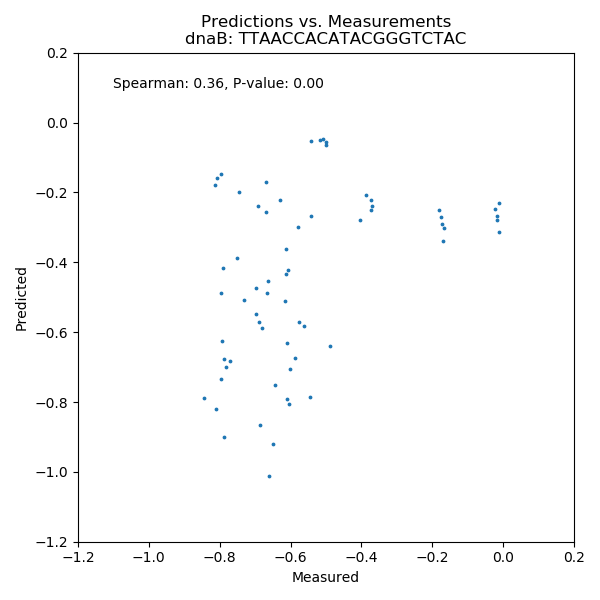 Predictions vs. Measurements
dnaB: TTAACCACATACGGGTCTAC
Spearman: 0.36, P-value: 0.00
0.2
0.0
−0.2
−0.4
−0.6
−0.8
−1.0
−1.2
Predicted
−1.2 −1.0 −0.8 −0.6 −0.4 −0.2 0.0 0.2
Measured